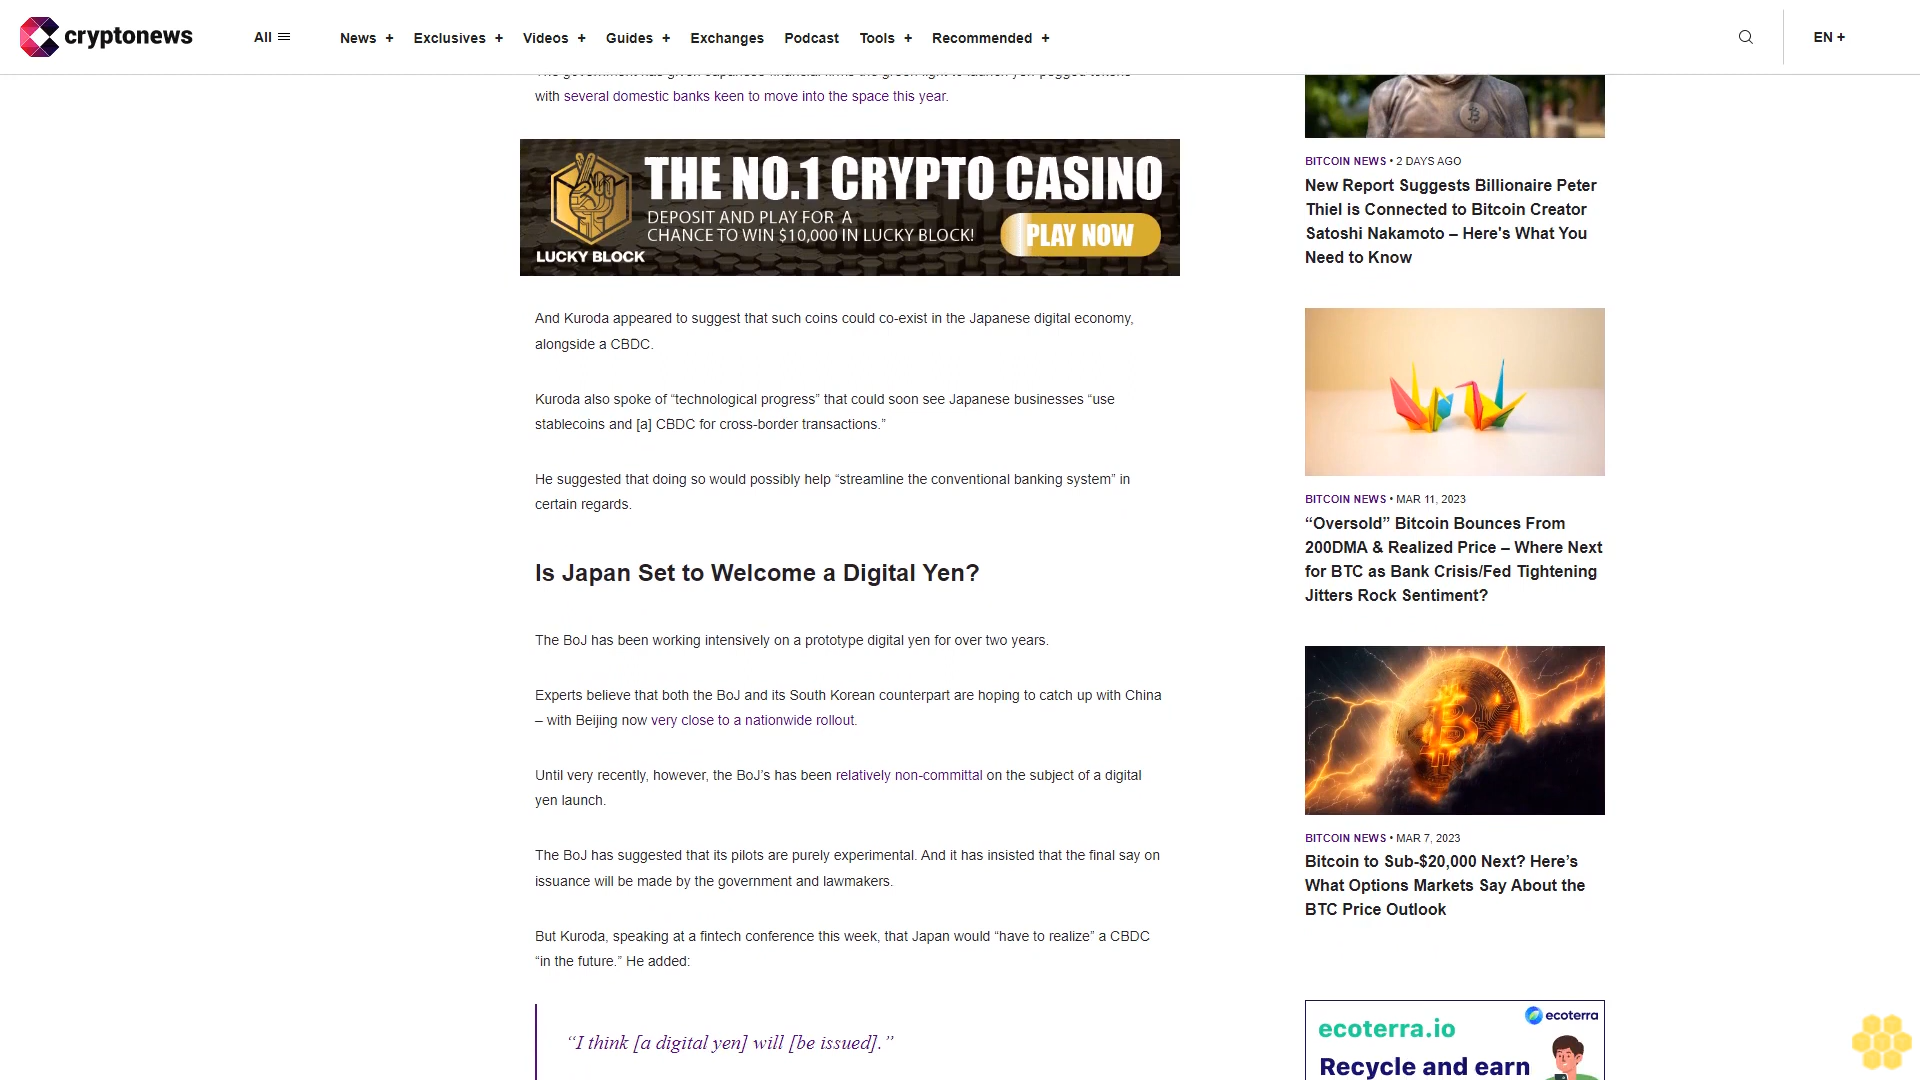 cryptonews
All
News +
Exclusives +
Videos +
Guides +
Exchanges
Podcast
Tools +
Recommended +
EN +
The government has given Japanese financial firms the green light to launch yen-pegged tokens
with several domestic banks keen to move into the space this year.
THE NO.1 CRYPTO CASINO
DEPOSIT AND PLAY FOR A
CHANCE TO WIN $10,000 IN LUCKY BLOCK!
PLAY NOW
LUCKY BLOCK
And Kuroda appeared to suggest that such coins could co-exist in the Japanese digital economy,
alongside a CBDC.
Kuroda also spoke of “technological progress” that could soon see Japanese businesses “use
stablecoins and [a] CBDC for cross-border transactions.”
He suggested that doing so would possibly help “streamline the conventional banking system” in
certain regards.
Is Japan Set to Welcome a Digital Yen?
The BoJ has been working intensively on a prototype digital yen for over two years.
Experts believe that both the BoJ and its South Korean counterpart are hoping to catch up with China
– with Beijing now very close to a nationwide rollout.
Until very recently, however, the BoJ’s has been relatively non-committal on the subject of a digital
yen launch.
The BoJ has suggested that its pilots are purely experimental. And it has insisted that the final say on
issuance will be made by the government and lawmakers.
But Kuroda, speaking at a fintech conference this week, that Japan would “have to realize” a CBDC
“in the future.” He added:
“I think [a digital yen] will [be issued].”
BITCOIN NEWS • 2 DAYS AGO
New Report Suggests Billionaire Peter
Thiel is Connected to Bitcoin Creator
Satoshi Nakamoto – Here's What You
Need to Know
BITCOIN NEWS • MAR 11, 2023
“Oversold” Bitcoin Bounces From
200DMA & Realized Price – Where Next
for BTC as Bank Crisis/Fed Tightening
Jitters Rock Sentiment?
BITCOIN NEWS • MAR 7, 2023
Bitcoin to Sub-$20,000 Next? Here’s
What Options Markets Say About the
BTC Price Outlook
ecoterra
ecoterra.io
Recycle and earn